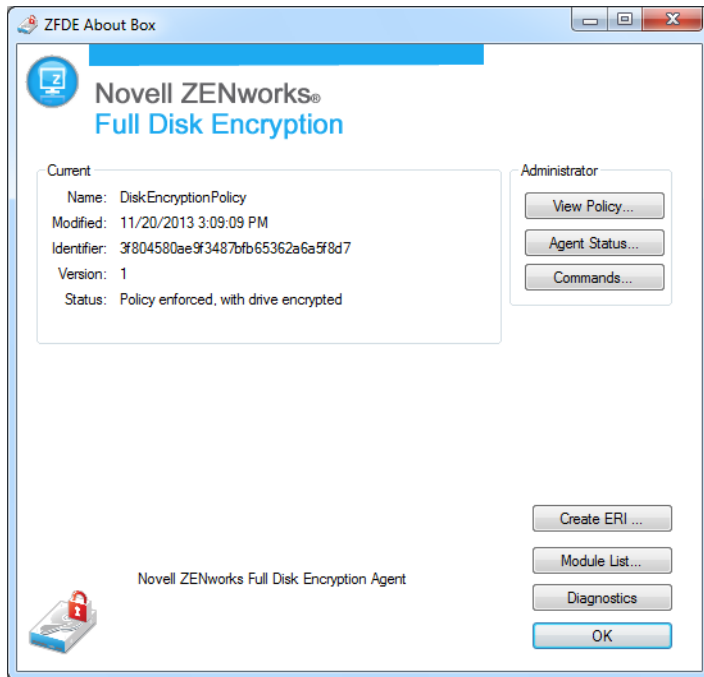 ZFDE About Box
Z
Novell ZENworks®
Full Disk Encryption
Current
Name: DiskEncryptionPolicy
Modified: 11/20/2013 3:09:09 PM
Identifier: 3f804580ae9f3487bfb65362a6a5f8d7
Version: 1
Status: Policy enforced, with drive encrypted
Administrator
View Policy...
Agent Status...
Commands...
Create ERI ...
Module List...
Diagnostics
OK
Novell ZENworks Full Disk Encryption Agent